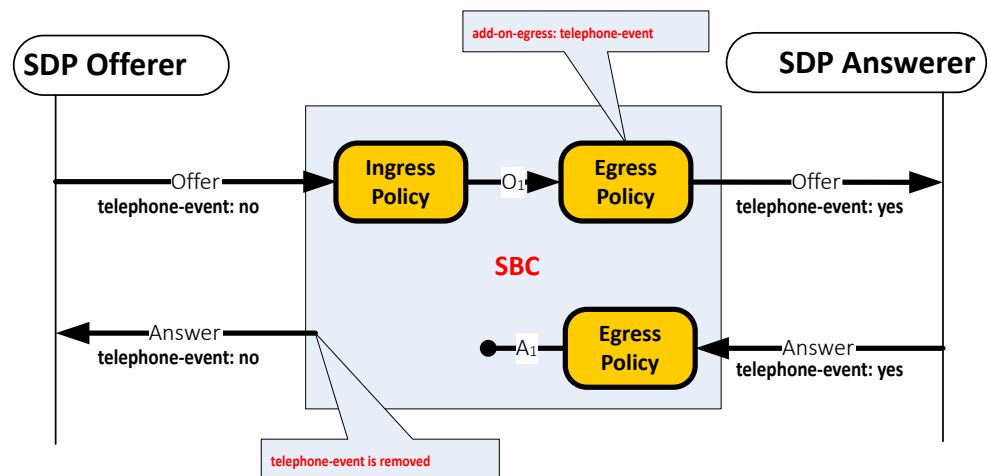 add-on-egress: telephone-event
SDP Offerer
SDP Answerer
Ingress
Policy
Egress
Policy
Offer
O1
Offer
telephone-event: no
telephone-event: yes
SBC
Answer
telephone-event: no
A1
Egress
Policy
Answer
telephone-event: yes
telephone-event is removed